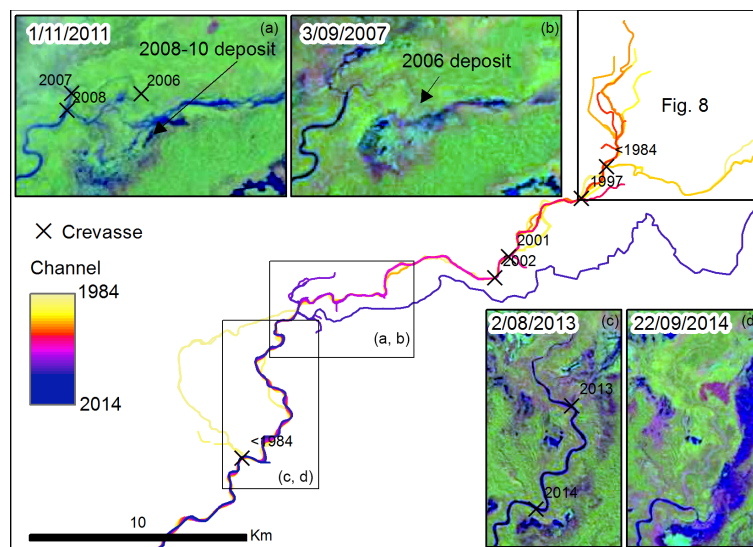 1/11/2011
(a)
2008-10 deposit
2007
2006
2008
3/09/2007
(b)
2006 deposit
Fig. 8
<1984
1997
2001
2002
Crevasse
Channel
1984
2014
(a, b)
<1984
(c, d)
10
Km
2/08/2013
(c)
2013
2014
22/09/2014
(d)